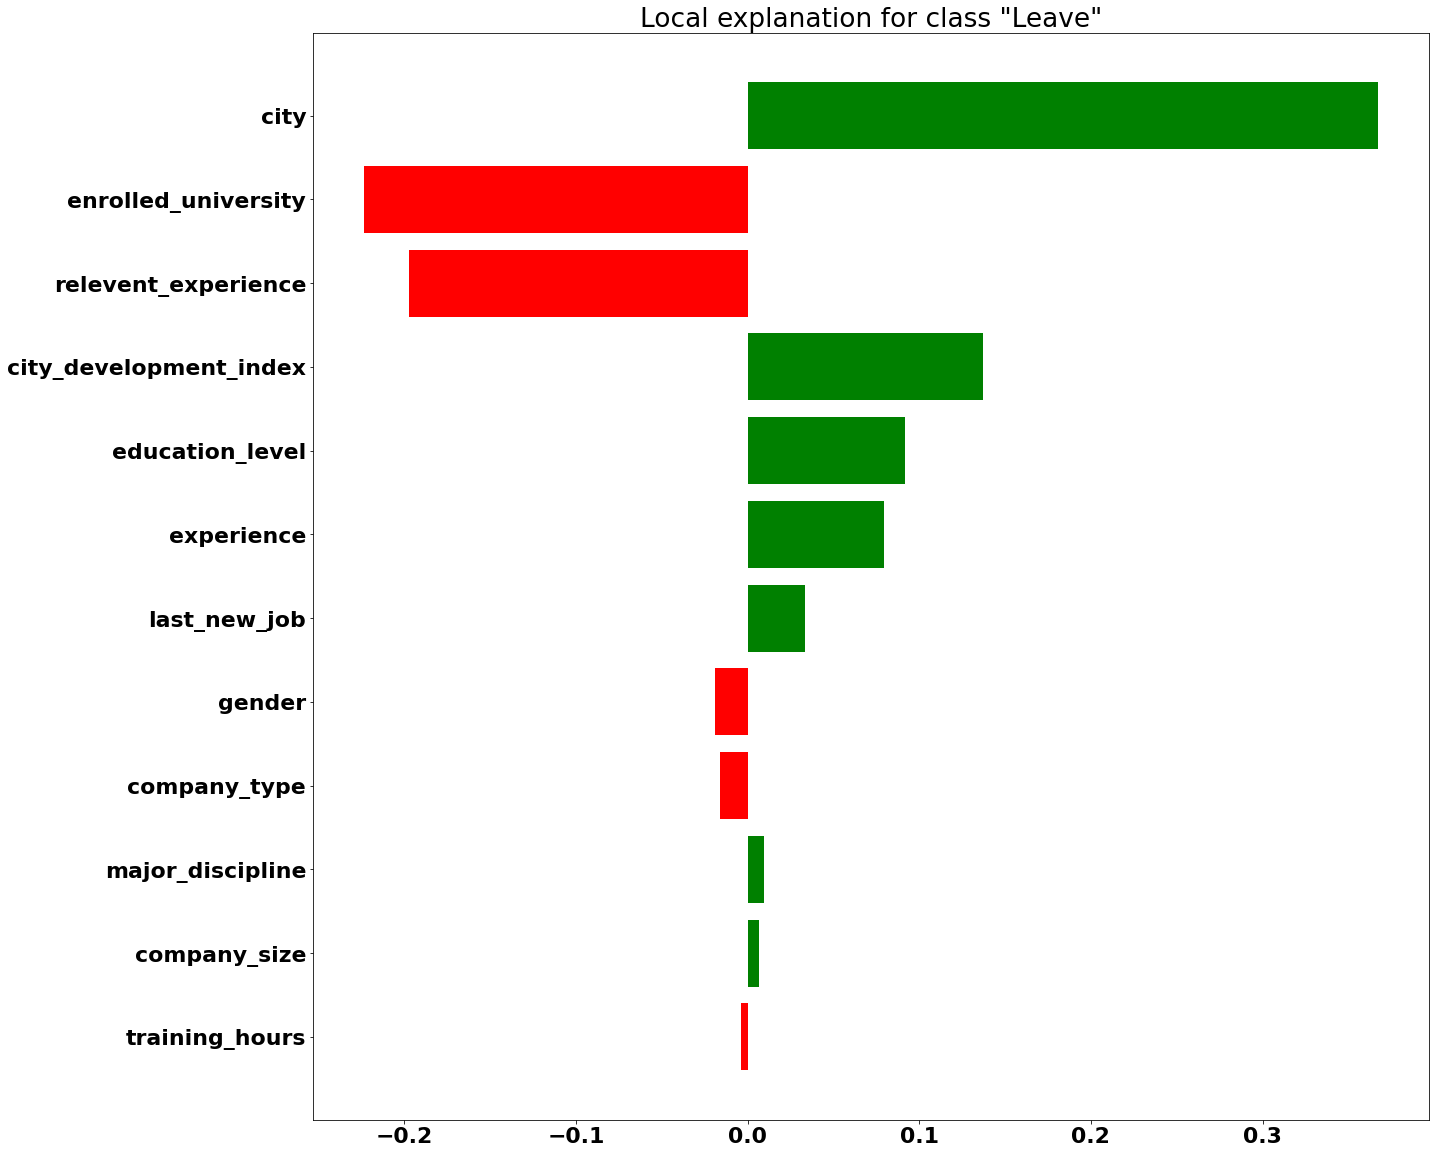 Local explanation for class "Leave"
city
enrolled_university
relevent_experience
city_development_index
education_level
experience
last_new_job
gender
company_type
major_discipline
company_size
training_hours
−0.2 −0.1 0.0 0.1 0.2 0.3